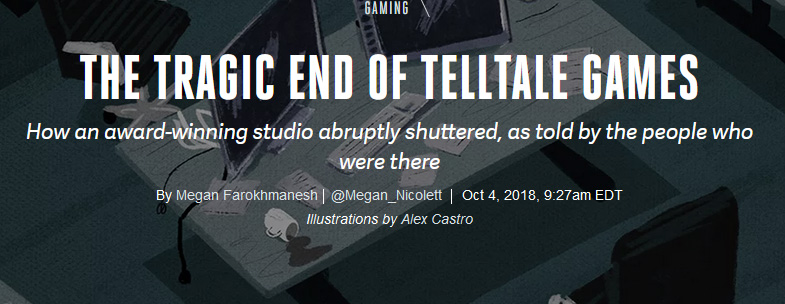 GAMING \
THE TRAGIC END OF TELLTALE GAMES
How an award-winning studio abruptly shuttered, as told by the people who
were there
By Megan Farokhmanesh | @Megan_Nicolett | Oct 4, 2018, 9:27am EDT
Illustrations by Alex Castro